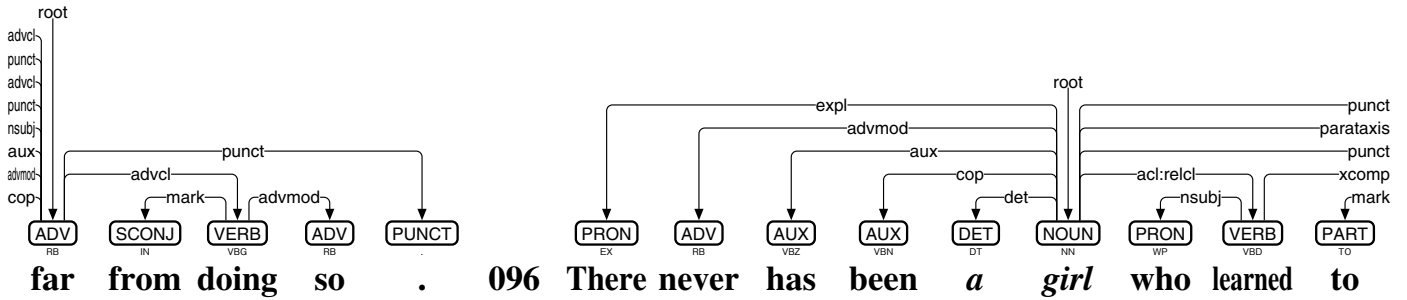 root
advcl
punct
advcl
root
punct expl punct
nsubj advmod parataxis
aux punct aux punct
advmod advcl cop acl:relcl xcomp
cop mark advmod det nsubj mark
ADV SCONJ VERB ADV PUNCT PRON ADV AUX AUX DET NOUN PRON VERB PART
RB IN VBG RB . EX RB VBZ VBN DT NN WP VBD TO
far from doing so . 096 There never has been a girl who learned to